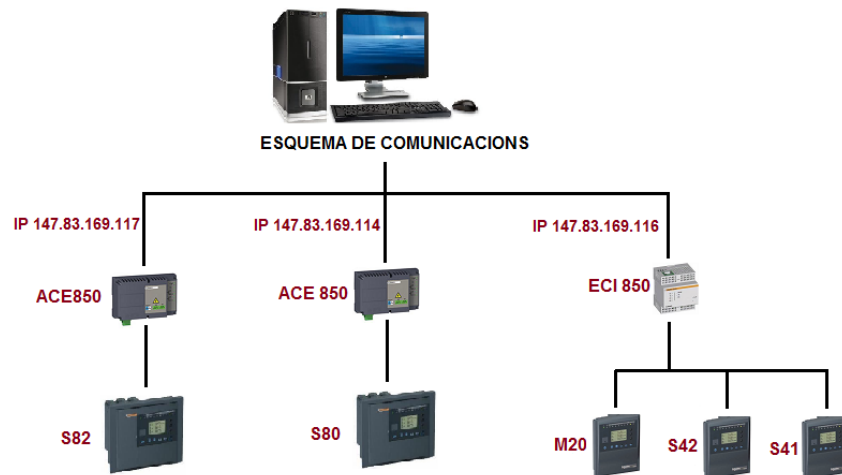 ESQUEMA DE COMUNICACIONS
IP 147.83.169.117
IP 147.83.169.114
IP 147.83.169.116
ACE850
ACE 850
ECI 850
S82
S80
M20
S42
S41